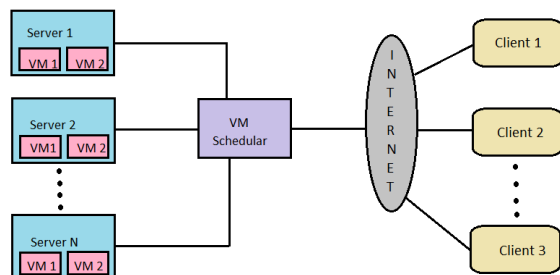 Server 1
VM 1
VM 2
Server 2
VM1
VM 2
Server N
VM 1
VM 2
VM
Schedular
I
N
T
E
R
N
E
T
Client 1
Client 2
Client 3